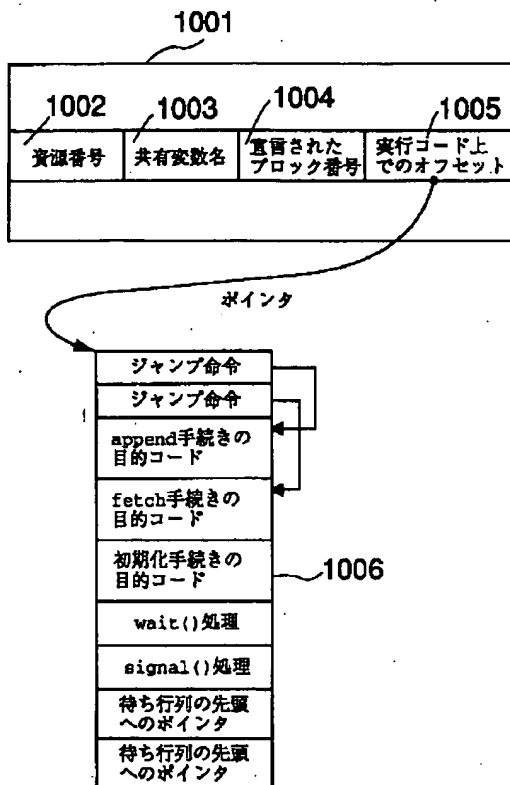 1001
1002
1003
1004
1005
資源番号
共有変数名
宣言された
ブロック番号
実行コード上
でのオフセット
ポインタ
ジャンプ命令
ジャンプ命令
append手続きの
目的コード
fetch手続きの
目的コード
初期化手続きの
目的コード
1006
wait()処理
signal()処理
待ち行列の先頭
へのポインタ
待ち行列の先頭
へのポインタ